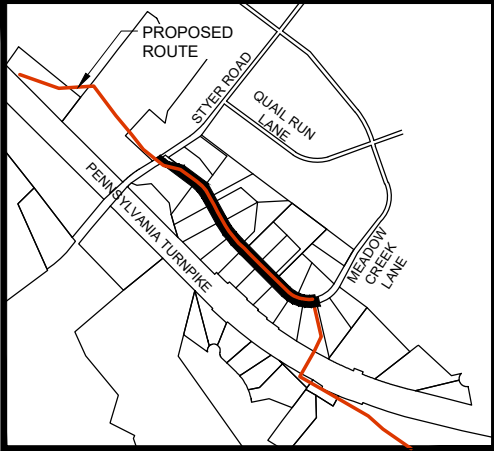 PROPOSED
ROUTE
STYER ROAD
QUAIL RUN
LANE
PENNSYLVANIA TURNPIKE
MEADOW
CREEK
LANE